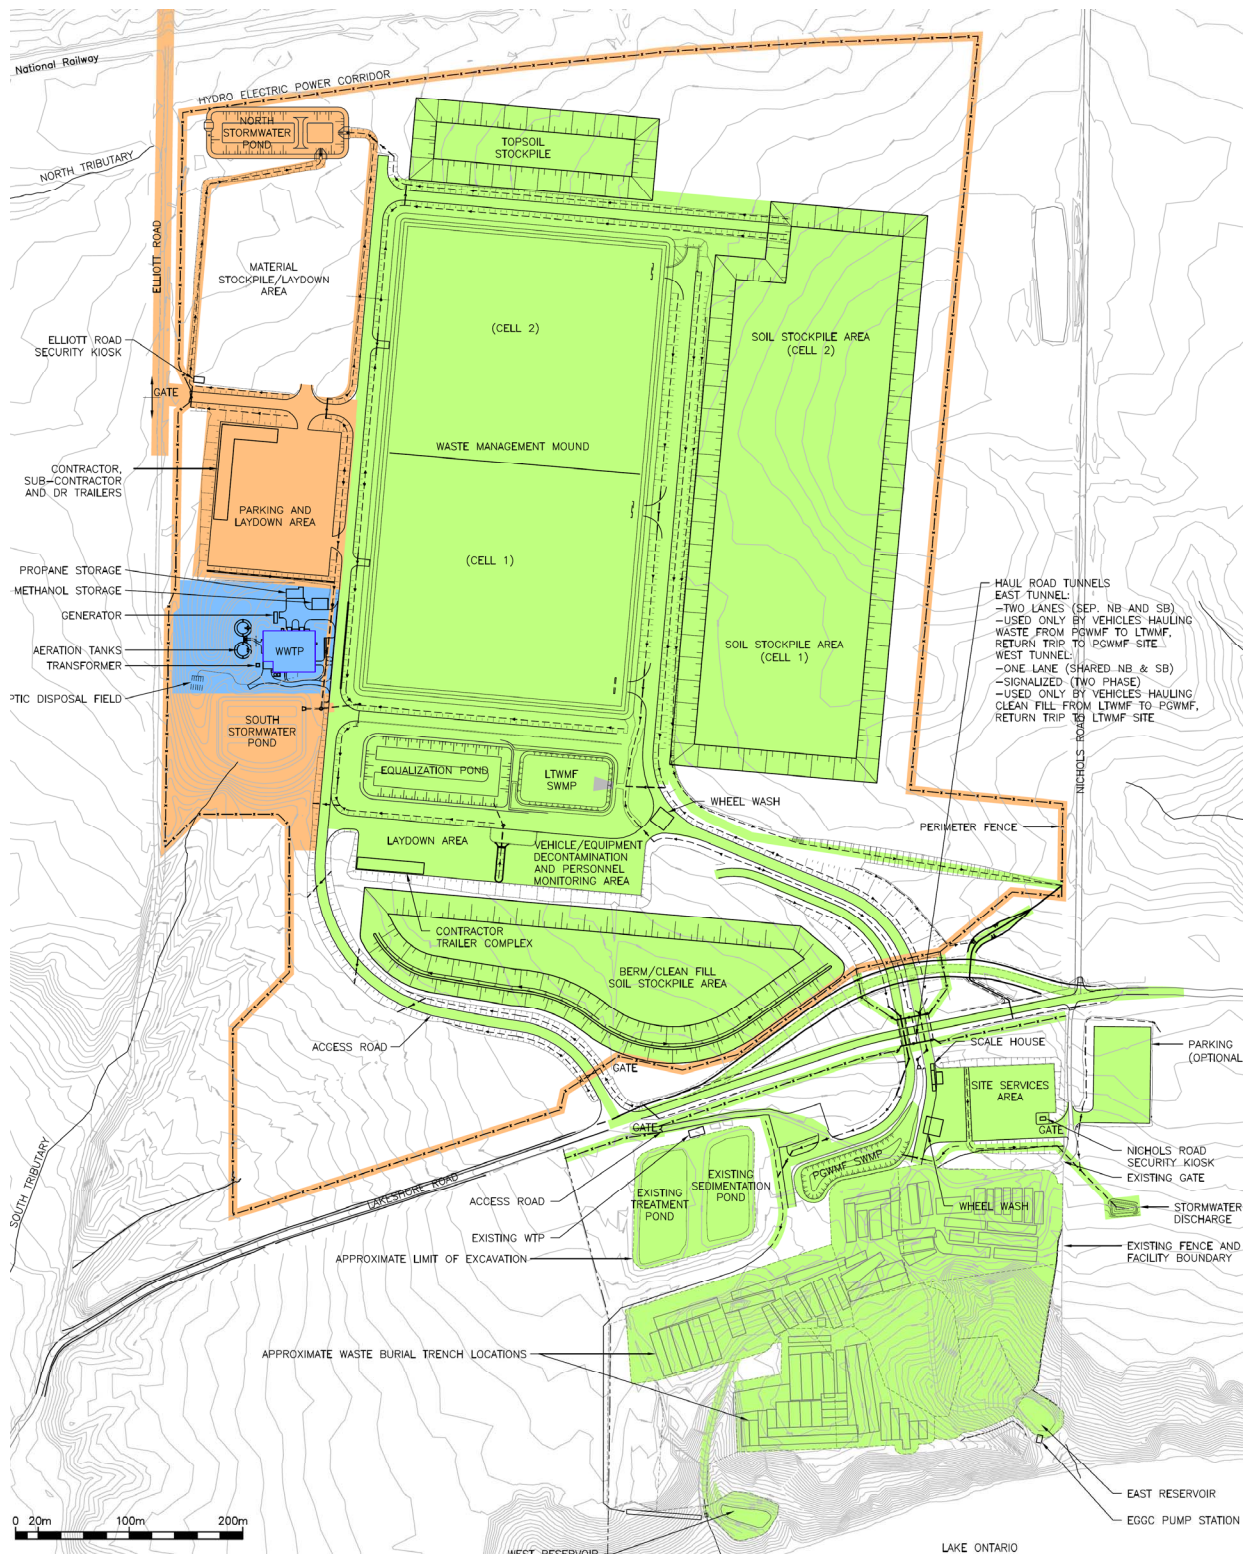 National Railway
HYDRO ELECTRIC POWER CORRIDOR
NORTH
STORMWATER
POND
TOPSOIL
STOCKPILE
NORTH TRIBUTARY
ELLIOTT ROAD
MATERIAL
STOCKPILE/LAYDOWN
AREA
(CELL 2)
SOIL STOCKPILE AREA
(CELL 2)
ELLIOTT ROAD
SECURITY KIOSK
GATE
WASTE MANAGEMENT MOUND
CONTRACTOR,
SUB-CONTRACTOR
AND DR TRAILERS
PARKING AND
LAYDOWN AREA
(CELL 1)
PROPANE STORAGE
METHANOL STORAGE
GENERATOR
AERATION TANKS
TRANSFORMER
PTIC DISPOSAL FIELD
WWTP
SOIL STOCKPILE AREA
(CELL 1)
HAUL ROAD TUNNELS
EAST TUNNEL:
-TWO LANES (SEP. NB AND SB)
-USED ONLY BY VEHICLES HAULING
WASTE FROM PGWMF TO LTWMF,
RETURN TRIP TO PGWMF SITE
WEST TUNNEL:
-ONE LANE (SHARED NB & SB)
-SIGNALIZED (TWO PHASE)
-USED ONLY BY VEHICLES HAULING
CLEAN FILL FROM LTWMF TO PGWMF,
RETURN TRIP TO LTWMF SITE
NICHOLS ROAD
SOUTH
STORMWATER
POND
EQUALIZATION POND
LTWMF
SWMP
WHEEL WASH
PERIMETER FENCE
LAYDOWN AREA
VEHICLE/EQUIPMENT
DECONTAMINATION
AND PERSONNEL
MONITORING AREA
CONTRACTOR
TRAILER COMPLEX
BERM/CLEAN FILL
SOIL STOCKPILE AREA
ACCESS ROAD
GATE
SCALE HOUSE
PARKING
(OPTIONAL
SITE SERVICES
AREA
GATE
GATE
NICHOLS ROAD
SECURITY KIOSK
EXISTING GATE
SOUTH TRIBUTARY
LAKESHORE ROAD
ACCESS ROAD
EXISTING
TREATMENT
POND
EXISTING
SEDIMENTATION
POND
PGWMF SWMP
WHEEL WASH
STORMWATER
DISCHARGE
EXISTING WTP
APPROXIMATE LIMIT OF EXCAVATION
EXISTING FENCE AND
FACILITY BOUNDARY
APPROXIMATE WASTE BURIAL TRENCH LOCATIONS
EAST RESERVOIR
EGGC PUMP STATION
0 20m 100m 200m
WEST RESERVOIR
LAKE ONTARIO